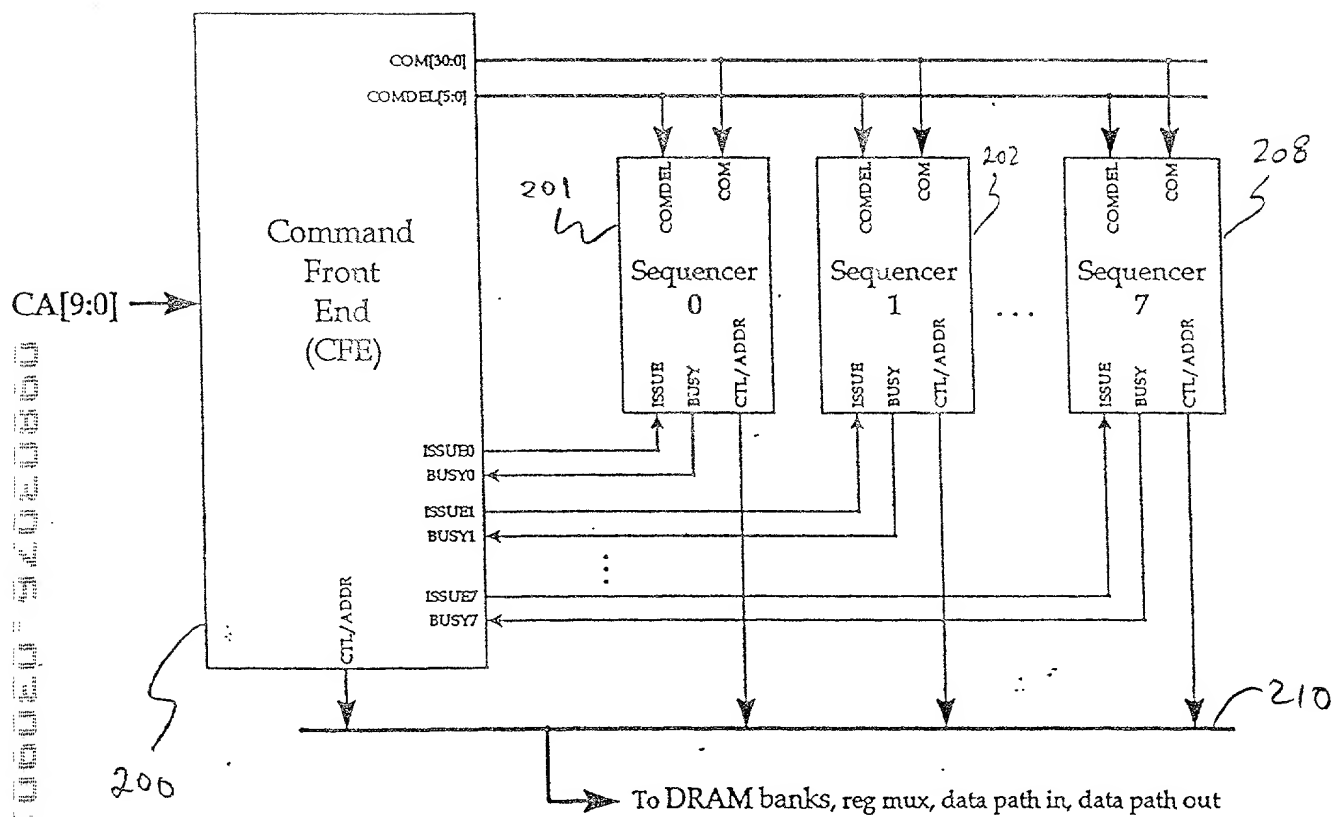 COM[30:0]
COMDEL[5:0]
COMDEL
COM
COMDEL
COM
COMDEL
COM
201
202
208
Command
Front
End
(CFE)
CA[9:0]
Sequencer
0
Sequencer
1
...
Sequencer
7
ISSUE
BUSY
CTL/ADDR
ISSUE
BUSY
CTL/ADDR
ISSUE
BUSY
CTL/ADDR
ISSUE0
BUSY0
ISSUE1
BUSY1
ISSUE7
BUSY7
CTL/ADDR
200
210
To DRAM banks, reg mux, data path in, data path out